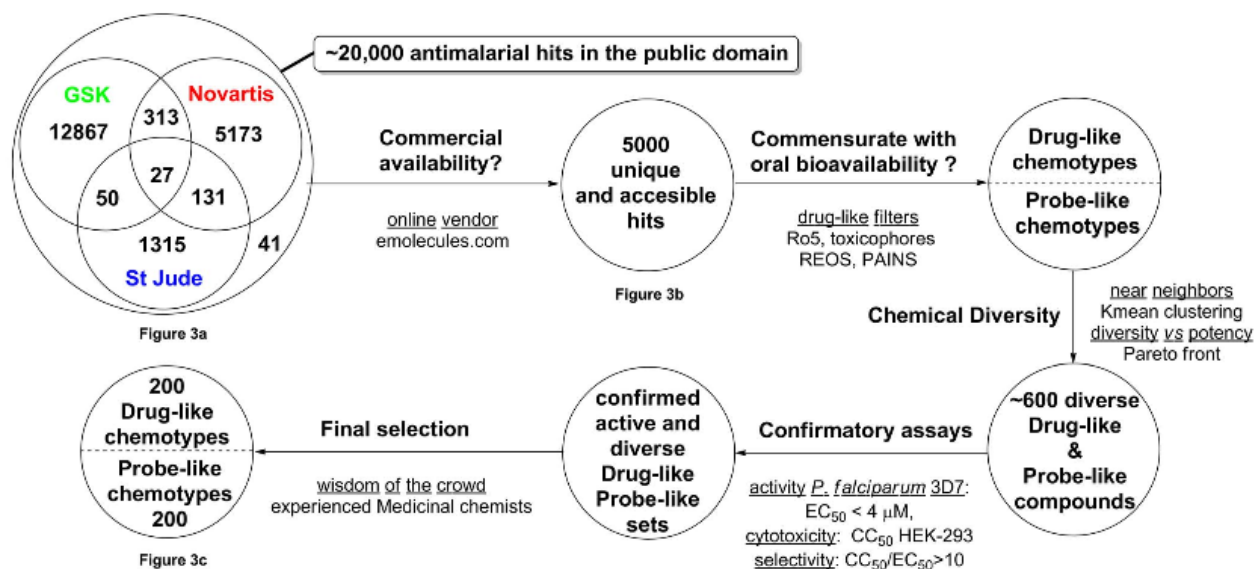 ~20,000 antimalarial hits in the public domain
GSK
Novartis
12867
313
5173
27
50
131
1315
41
St Jude
Figure 3a
Commercial
availability?
online vendor
emolecules.com
5000
unique
and accesible
hits
Figure 3b
Commensurate with
oral bioavailability ?
drug-like filters
Ro5, toxicophores
REOS, PAINS
Drug-like
chemotypes
Probe-like
chemotypes
Chemical Diversity
near neighbors
Kmean clustering
diversity vs potency
Pareto front
~600 diverse
Drug-like
&
Probe-like
compounds
Confirmatory assays
activity P. falciparum 3D7:
EC50 < 4 μM,
cytotoxicity: CC50 HEK-293
selectivity: CC50/EC50>10
confirmed
active and
diverse
Drug-like
Probe-like
sets
Final selection
wisdom of the crowd
experienced Medicinal chemists
200
Drug-like
chemotypes
Probe-like
chemotypes
200
Figure 3c